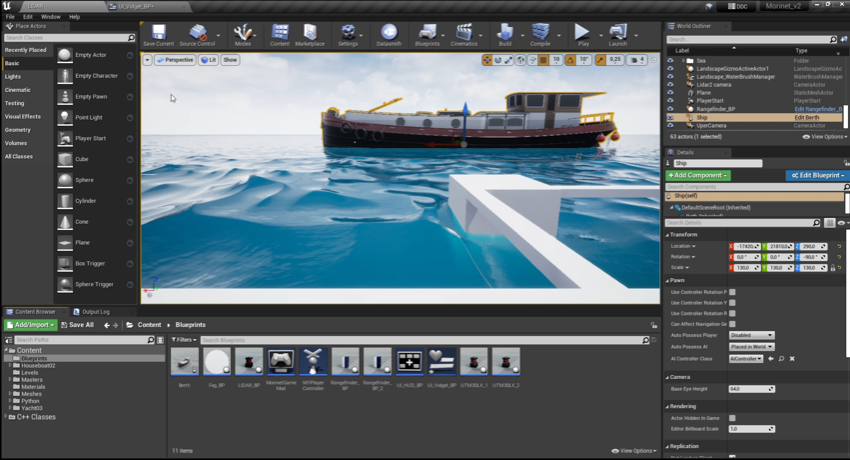 LIDAR
UI_Vidget_BP*
DDC
Morinet_v2
File Edit Window Help
Place Actors
Search Classes
Recently Placed
Basic
Lights
Cinematic
Testing
Visual Effects
Geometry
Volumes
All Classes
Empty Actor
Empty Character
Empty Pawn
Point Light
Player Start
Cube
Sphere
Cylinder
Cone
Plane
Box Trigger
Sphere Trigger
Save Current Source Control Modes Content Marketplace Settings Datasmith Blueprints Cinematics Build Compile Play Launch
Perspective Lit Show
10 10° 0,25 4
World Outliner
Search...
Label Type
Sea Folder
LandscapeGizmoActiveActor1 LandscapeGizmoAc
Landscape_WaterBrushManager LandscapeWaterBr
Lidar2 camera CameraActor
Plane StaticMeshActor
PlayerStart PlayerStart
Rangefinder_BP Edit Rangefinder_B
Ship Edit Berth
UperCamera CameraActor
63 actors (1 selected) View Options
Details
Ship
+Add Component Edit Blueprint
Search Components
Ship(self)
DefaultSceneRoot (Inherited)
Search Details
Transform
Location X -17420, Y 21810,0 Z 290,0
Rotation X 0,0 ° Y 0,0 ° Z -90,0 °
Scale X 130,0 Y 130,0 Z 130,0
Pawn
Use Controller Rotation P
Use Controller Rotation Y
Use Controller Rotation R
Can Affect Navigation Ge
Auto Possess Player Disabled
Auto Possess AI Placed in World
AI Controller Class AIController
Camera
Base Eye Height 64,0
Rendering
Actor Hidden In Game
Editor Billboard Scale 1,0
Replication
Content Browser Output Log
Add/Import Save All Content Blueprints
Search Paths
Filters Search Blueprints
Content
Blueprints
Houseboat02
Levels
Masters
Materials
Meshes
Python
Yacht03
C++ Classes
Berth Fog_BP LIDAR_BP MorinetGame Mod MYPlayer Controller Rangefinder_BP Rangefinder_BP_2 UI_HUD_BP UI_Vidget_BP UTM30LX_1 UTM30LX_2
11 items View Options